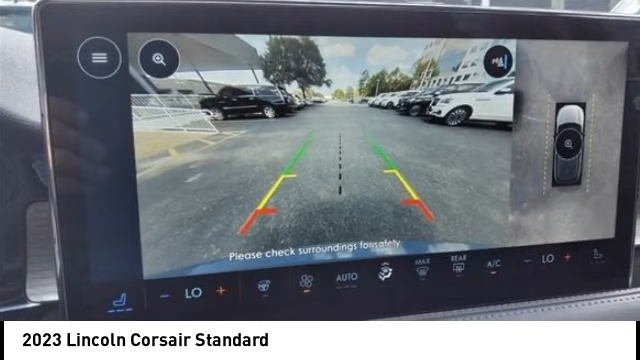 Please check surroundings for safety.
LO
AUTO
MAX
REAR
A/C
LO
2023 Lincoln Corsair Standard